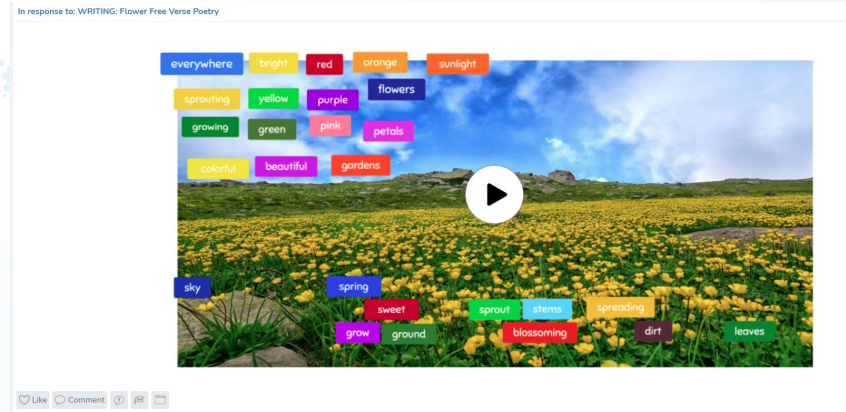 In response to: WRITING: Flower Free Verse Poetry
everywhere bright red orange sunlight
sprouting yellow purple flowers
growing green pink petals
colorful beautiful gardens
sky spring
sweet sprout stems spreading
grow ground blossoming dirt leaves
Like Comment